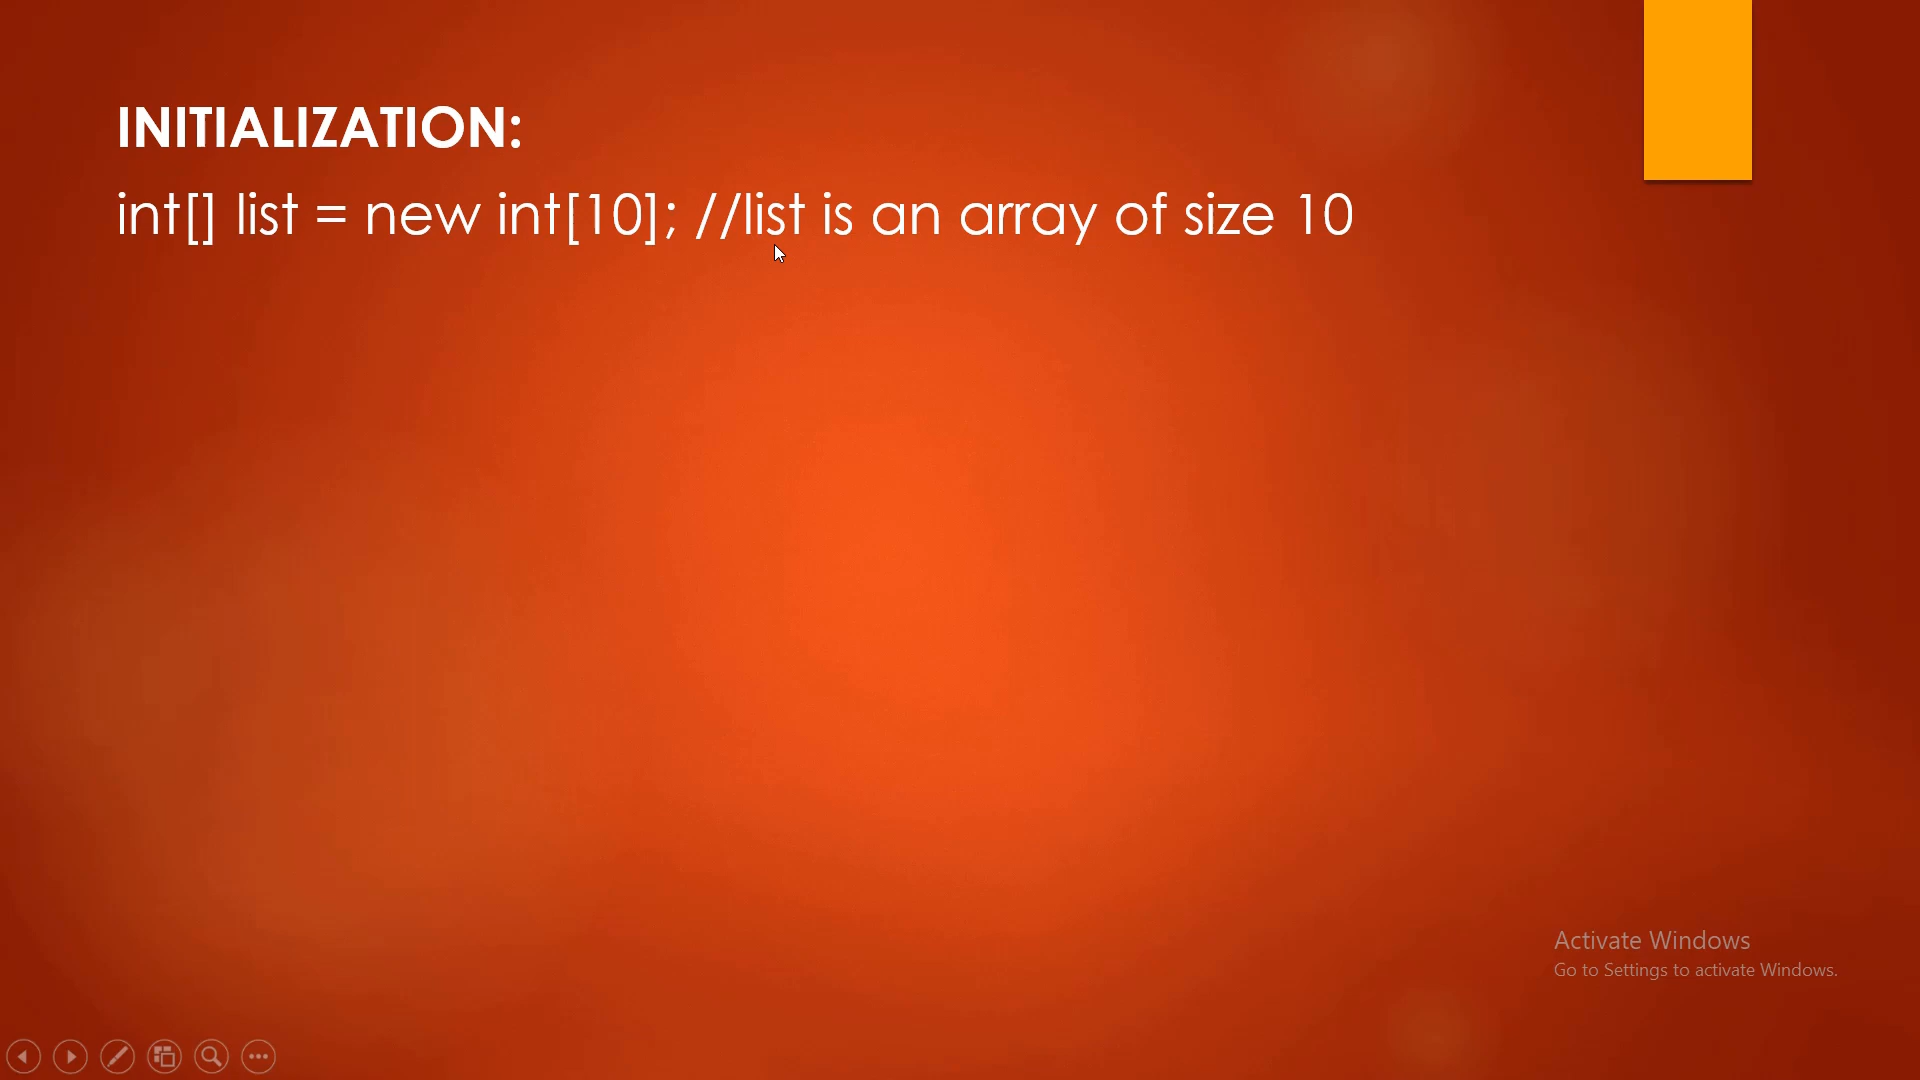 INITIALIZATION:
int[] list = new int[10]; //list is an array of size 10
Activate Windows
Go to Settings to activate Windows.